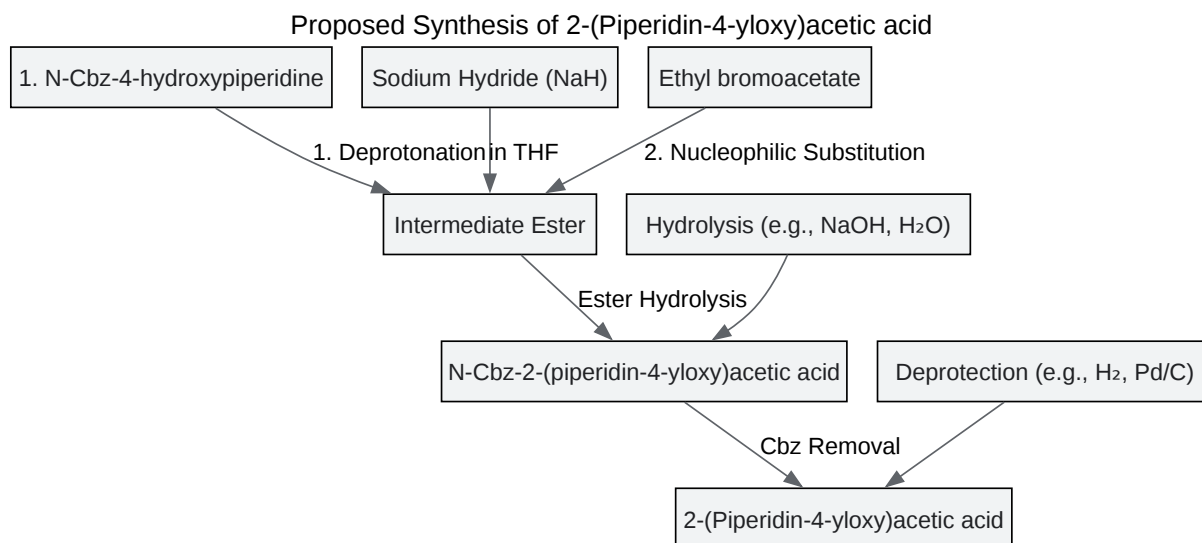 Proposed Synthesis of 2-(Piperidin-4-yloxy)acetic acid
1. N-Cbz-4-hydroxypiperidine
Sodium Hydride (NaH)
Ethyl bromoacetate
1. Deprotonation in THF
2. Nucleophilic Substitution
Intermediate Ester
Hydrolysis (e.g., NaOH, H₂O)
Ester Hydrolysis
N-Cbz-2-(piperidin-4-yloxy)acetic acid
Deprotection (e.g., H₂, Pd/C)
Cbz Removal
2-(Piperidin-4-yloxy)acetic acid